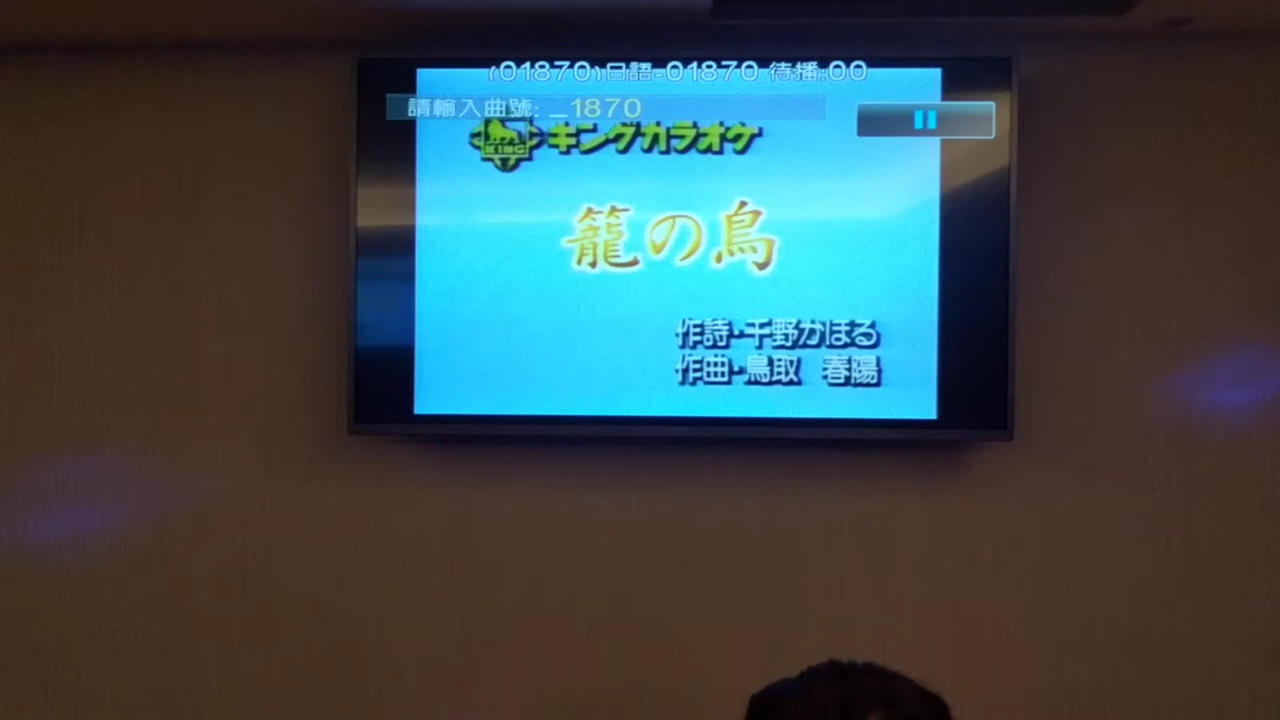 (01870)日語-01870 待播:00
請輸入曲號: _1870
KING キングカラオケ
籠の鳥
作詩・千野かほる
作曲・鳥取 春陽